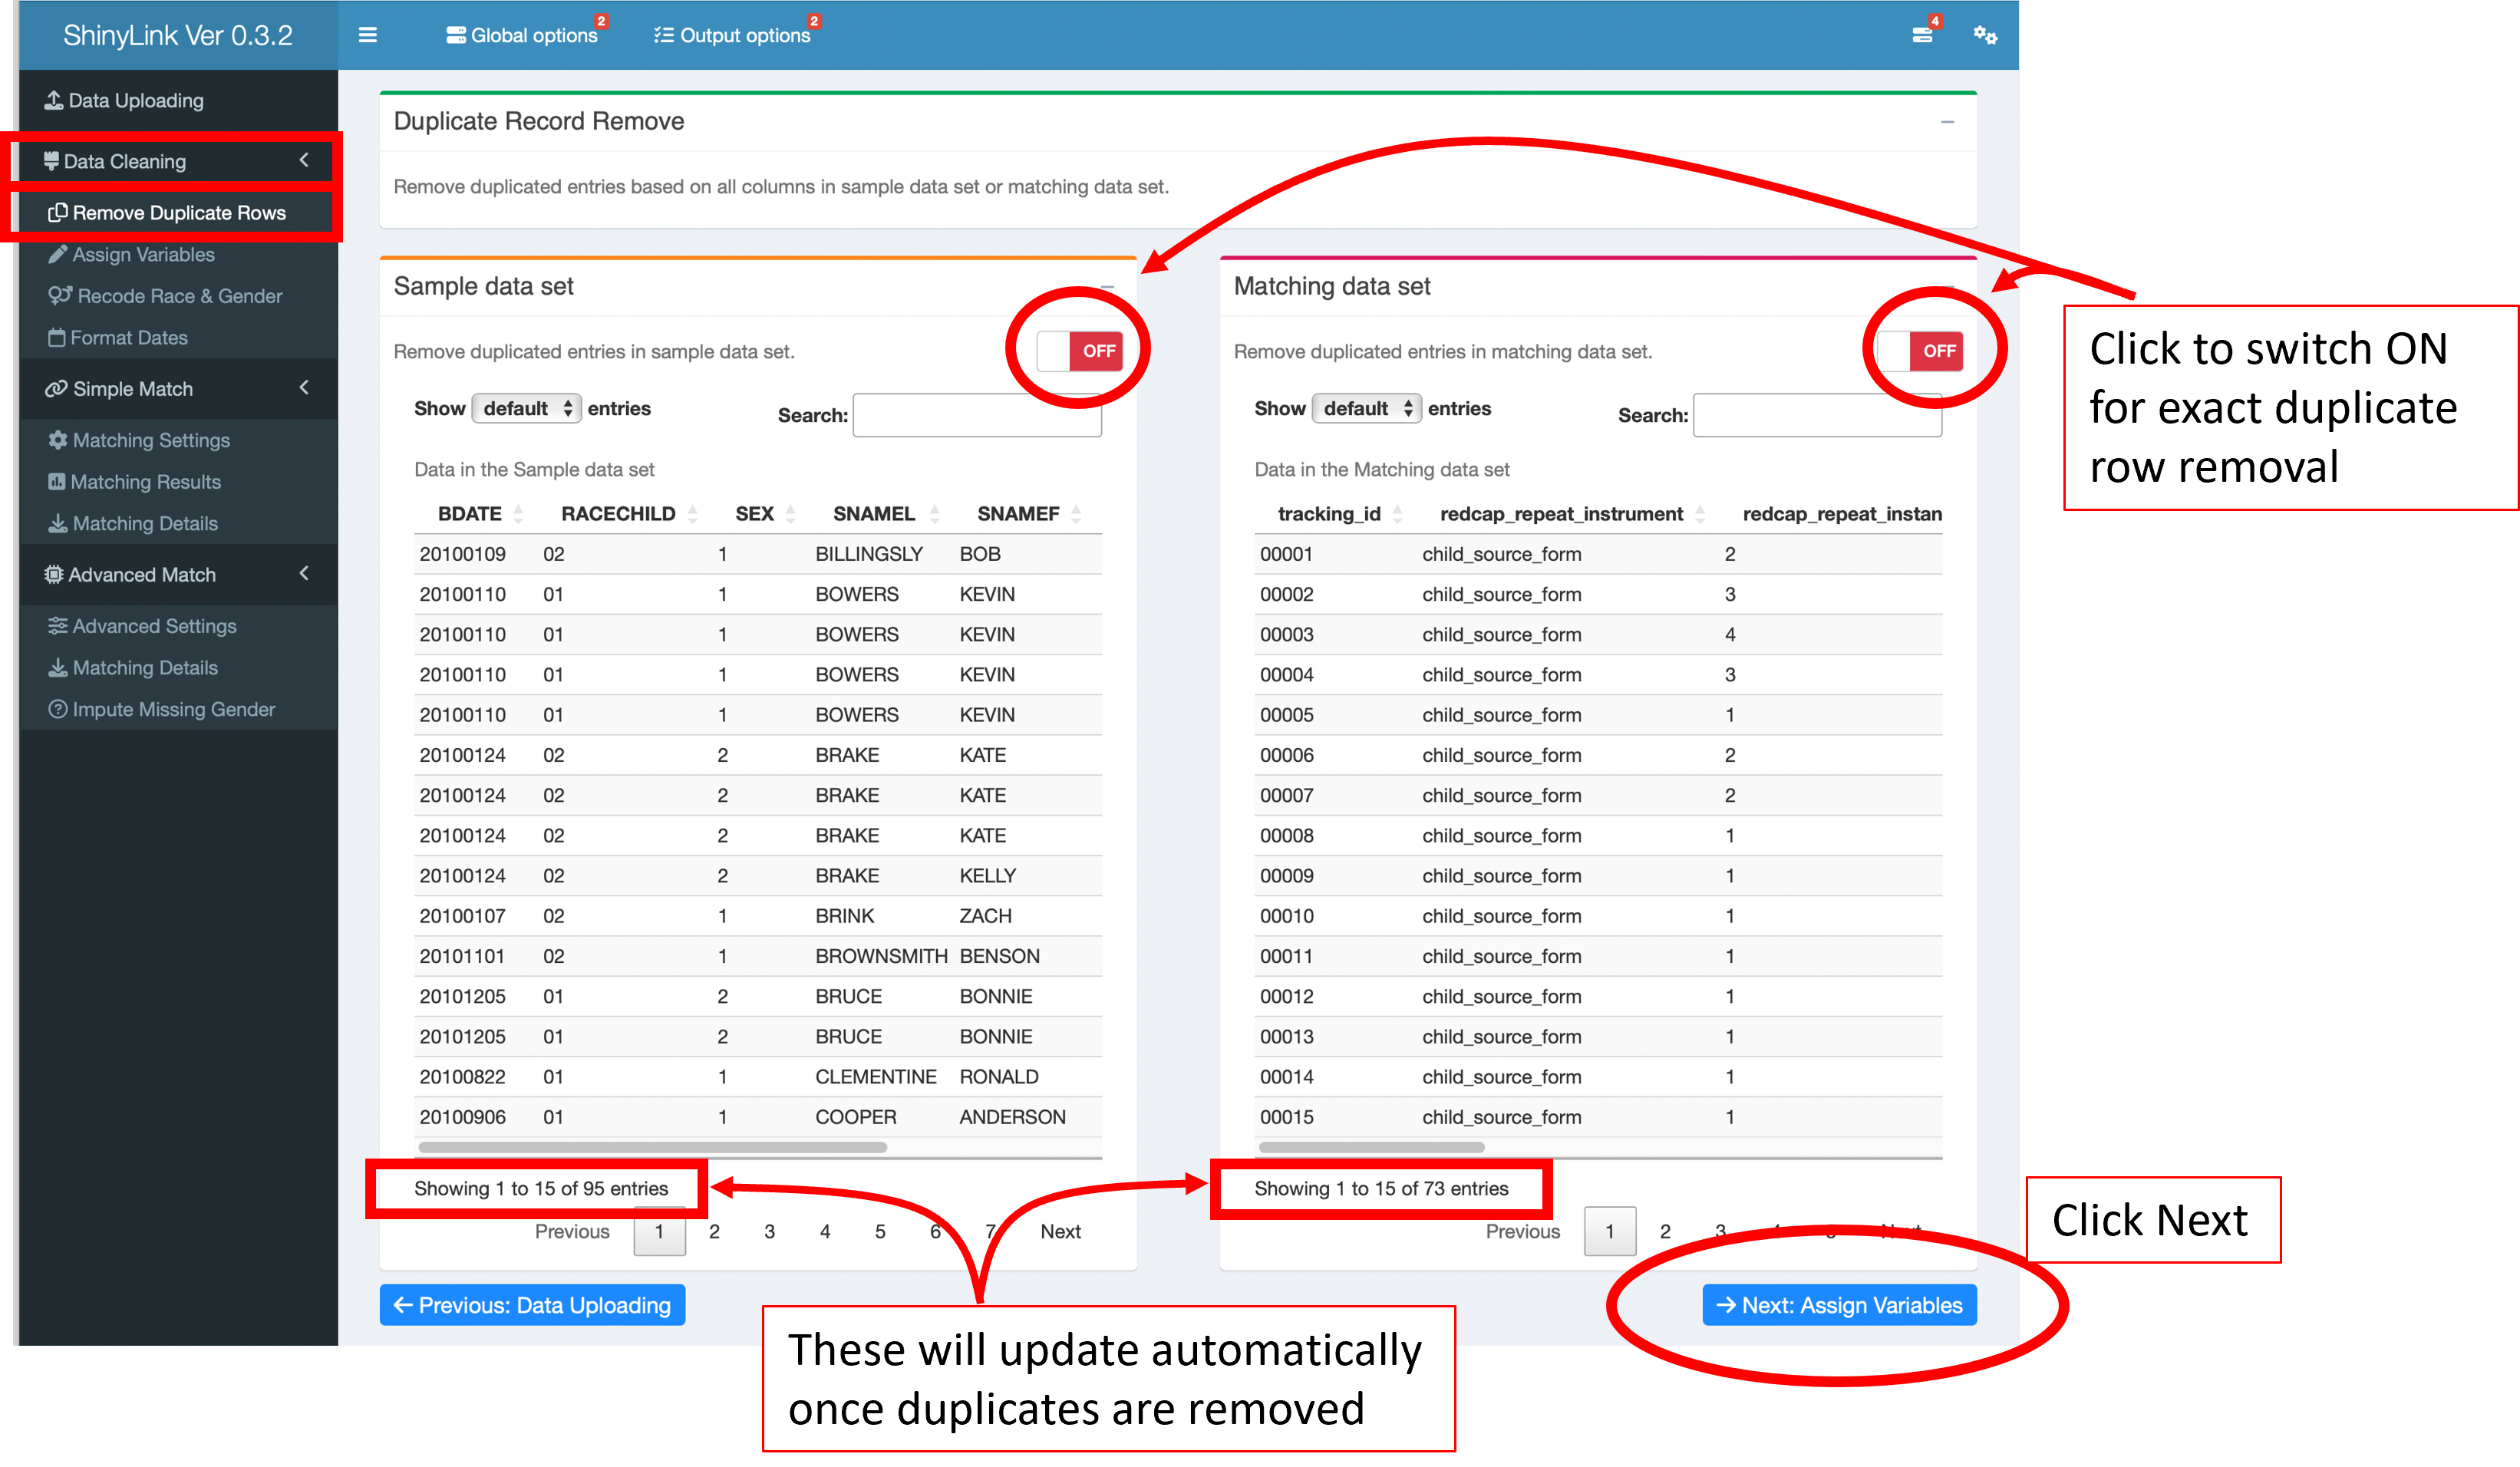 ShinyLink Ver 0.3.2
Global options 2
Output options 2
4
Data Uploading
Data Cleaning
Remove Duplicate Rows
Assign Variables
Recode Race & Gender
Format Dates
Simple Match
Matching Settings
Matching Results
Matching Details
Advanced Match
Advanced Settings
Matching Details
Impute Missing Gender
Duplicate Record Remove
Remove duplicated entries based on all columns in sample data set or matching data set.
Sample data set
Remove duplicated entries in sample data set.
OFF
Show default entries
Search:
Data in the Sample data set
BDATE RACECHILD SEX SNAMEL SNAMEF
20100109 02 1 BILLINGSLY BOB
20100110 01 1 BOWERS KEVIN
20100110 01 1 BOWERS KEVIN
20100110 01 1 BOWERS KEVIN
20100110 01 1 BOWERS KEVIN
20100124 02 2 BRAKE KATE
20100124 02 2 BRAKE KATE
20100124 02 2 BRAKE KATE
20100124 02 2 BRAKE KELLY
20100107 02 1 BRINK ZACH
20101101 02 1 BROWNSMITH BENSON
20101205 01 2 BRUCE BONNIE
20101205 01 2 BRUCE BONNIE
20100822 01 1 CLEMENTINE RONALD
20100906 01 1 COOPER ANDERSON
Showing 1 to 15 of 95 entries
Previous 1 2 3 4 5 6 7 Next
Previous: Data Uploading
Matching data set
Remove duplicated entries in matching data set.
OFF
Show default entries
Search:
Data in the Matching data set
tracking_id redcap_repeat_instrument redcap_repeat_instan
00001 child_source_form 2
00002 child_source_form 3
00003 child_source_form 4
00004 child_source_form 3
00005 child_source_form 1
00006 child_source_form 2
00007 child_source_form 2
00008 child_source_form 1
00009 child_source_form 1
00010 child_source_form 1
00011 child_source_form 1
00012 child_source_form 1
00013 child_source_form 1
00014 child_source_form 1
00015 child_source_form 1
Showing 1 to 15 of 73 entries
Previous 1 2 3 4 5 Next
Next: Assign Variables
Click to switch ON
for exact duplicate
row removal
Click Next
These will update automatically
once duplicates are removed